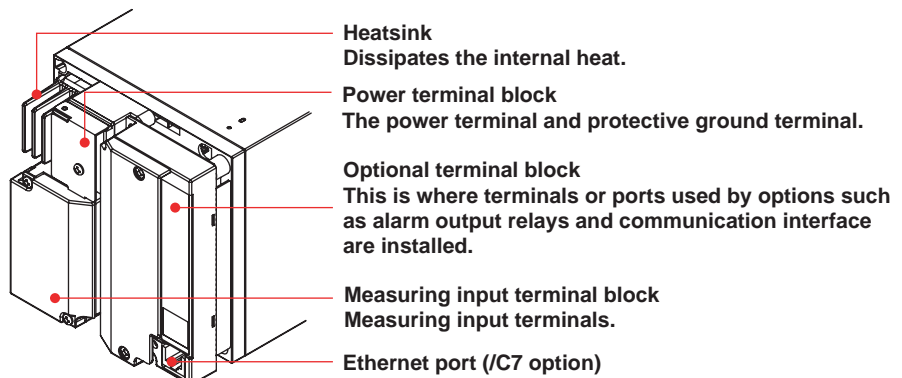 Heatsink
Dissipates the internal heat.
Power terminal block
The power terminal and protective ground terminal.
Optional terminal block
This is where terminals or ports used by options such
as alarm output relays and communication interface
are installed.
Measuring input terminal block
Measuring input terminals.
Ethernet port (/C7 option)